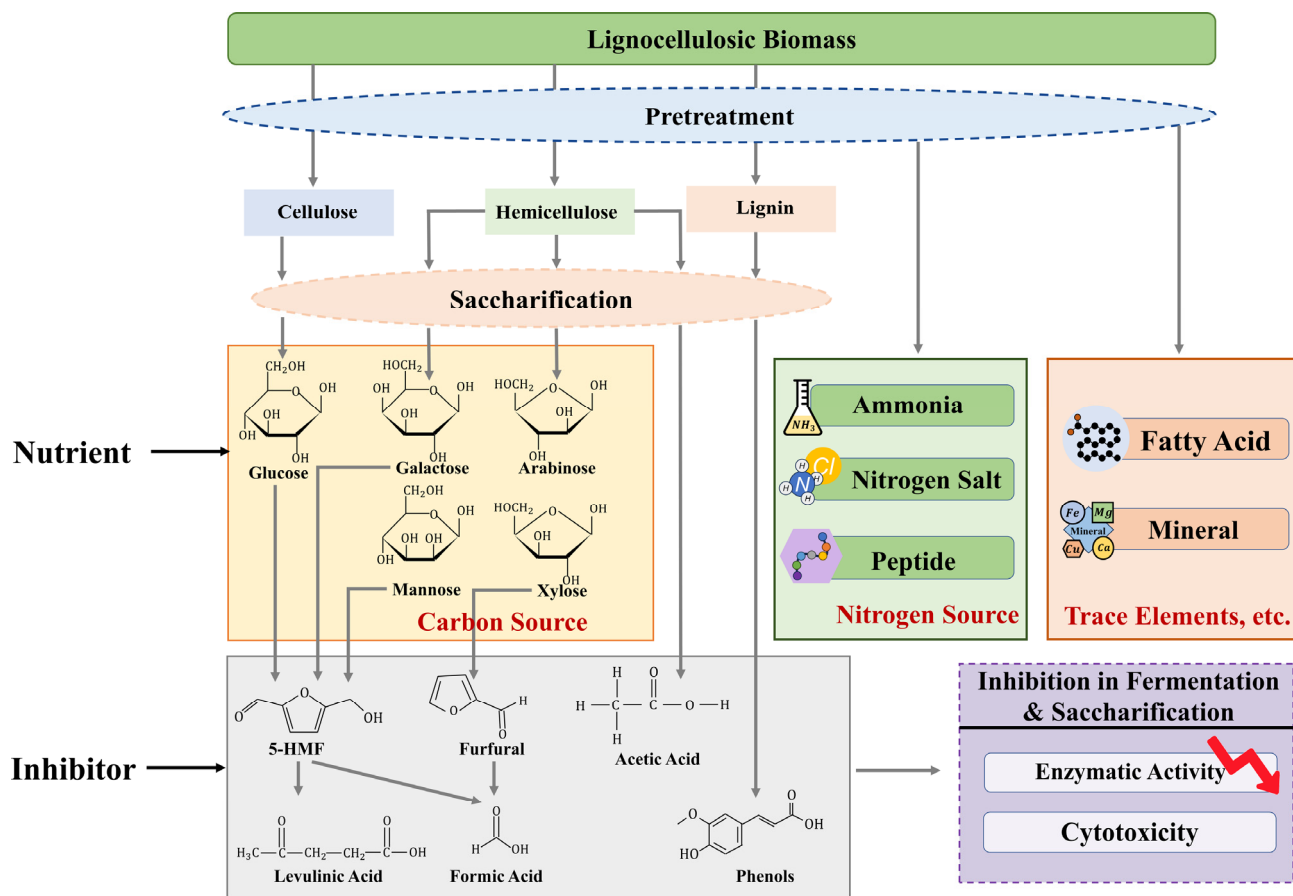 Lignocellulosic Biomass
Pretreatment
Cellulose
Hemicellulose
Lignin
Saccharification
Nutrient
CH₂OH
O
OH
OH
OH
OH
Glucose
HOCH₂
OH
O
OH
OH
OH
Galactose
HOCH₂
O
OH
OH
OH
Arabinose
CH₂OH
O
OH
OH
OH
OH
Mannose
HOCH₂
O
OH
OH
Xylose
Carbon Source
NH₃
Ammonia
Cl
N
H
H
H
H
Nitrogen Salt
Peptide
Nitrogen Source
Fatty Acid
Fe
Mg
Mineral
Cu
Ca
Mineral
Trace Elements, etc.
Inhibitor
O
O
OH
5-HMF
O
H
O
Furfural
H
O
H
C
C
O
H
H
Acetic Acid
O
O
H₃C
C
CH₂
CH₂
C
OH
Levulinic Acid
O
C
H
OH
Formic Acid
O
O
OH
HO
Phenols
Inhibition in Fermentation
& Saccharification
Enzymatic Activity
Cytotoxicity